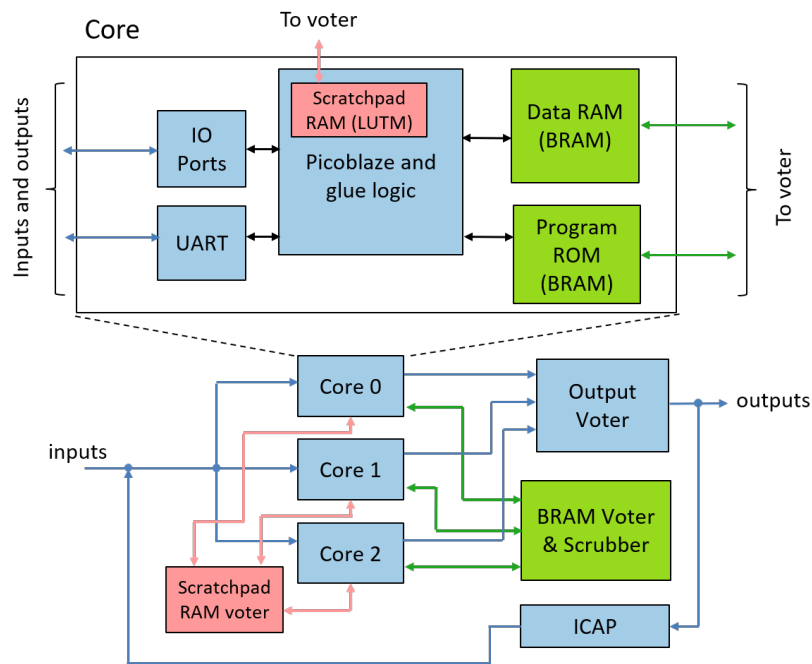 To voter
Core
Inputs and outputs
IO
Ports
UART
Scratchpad
RAM (LUTM)
Picoblaze and
glue logic
Data RAM
(BRAM)
Program
ROM
(BRAM)
To voter
Core 0
Core 1
Core 2
inputs
Output
Voter
outputs
BRAM Voter
& Scrubber
Scratchpad
RAM voter
ICAP